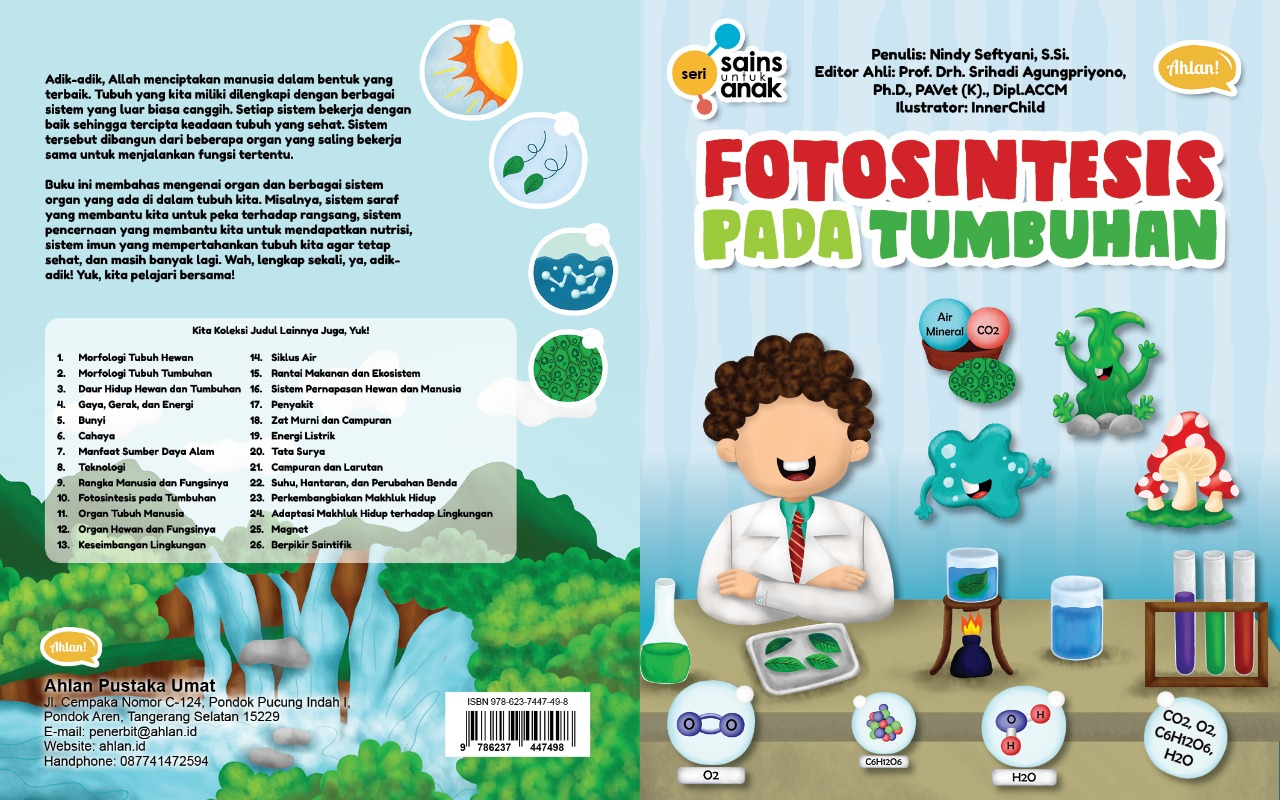 Adik-adik, Allah menciptakan manusia dalam bentuk yang
terbaik. Tubuh yang kita miliki dilengkapi dengan berbagai
sistem yang luar biasa canggih. Setiap sistem bekerja dengan
baik sehingga tercipta keadaan tubuh yang sehat. Sistem
tersebut dibangun dari beberapa organ yang saling bekerja
sama untuk menjalankan fungsi tertentu.
Buku ini membahas mengenai organ dan berbagai sistem
organ yang ada di dalam tubuh kita. Misalnya, sistem saraf
yang membantu kita untuk peka terhadap rangsang, sistem
pencernaan yang membantu kita untuk mendapatkan nutrisi,
sistem imun yang mempertahankan tubuh kita agar tetap
sehat, dan masih banyak lagi. Wah, lengkap sekali, ya, adik-
adik! Yuk, kita pelajari bersama!
Kita Koleksi Judul Lainnya Juga, Yuk!
1. Morfologi Tubuh Hewan
2. Morfologi Tubuh Tumbuhan
3. Daur Hidup Hewan dan Tumbuhan
4. Gaya, Gerak, dan Energi
5. Bunyi
6. Cahaya
7. Manfaat Sumber Daya Alam
8. Teknologi
9. Rangka Manusia dan Fungsinya
10. Fotosintesis pada Tumbuhan
11. Organ Tubuh Manusia
12. Organ Hewan dan Fungsinya
13. Keseimbangan Lingkungan
14. Siklus Air
15. Rantai Makanan dan Ekosistem
16. Sistem Pernapasan Hewan dan Manusia
17. Penyakit
18. Zat Murni dan Campuran
19. Energi Listrik
20. Tata Surya
21. Campuran dan Larutan
22. Suhu, Hantaran, dan Perubahan Benda
23. Perkembangbiakan Makhluk Hidup
24. Adaptasi Makhluk Hidup terhadap Lingkungan
25. Magnet
26. Berpikir Saintifik
Ahlan!
Ahlan Pustaka Umat
Jl. Cempaka Nomor C-124, Pondok Pucung Indah I,
Pondok Aren, Tangerang Selatan 15229
E-mail: penerbit@ahlan.id
Website: ahlan.id
Handphone: 087741472594
ISBN 978-623-7447-49-8
9 786237 447498
seri
sains
untuk
anak
Penulis: Nindy Seftyani, S.Si.
Editor Ahli: Prof. Drh. Srihadi Agungpriyono,
Ph.D., PAVet (K)., Dipl.ACCM
Ilustrator: InnerChild
Ahlan!
FOTOSINTESIS
PADA TUMBUHAN
Air
Mineral
CO2
O O
O2
C6H12O6
O H
H
H2O
CO2, O2,
C6H12O6,
H2O